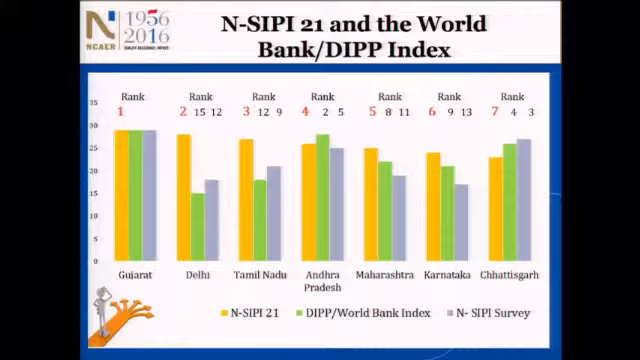 1956
2016
NCAER
N-SIPI 21 and the World
Bank/DIPP Index
Rank Rank Rank Rank Rank Rank Rank
1 2 15 12 3 12 9 4 2 5 5 8 11 6 9 13 7 4 3
35
30
25
20
15
10
5
0
Gujarat Delhi Tamil Nadu Andhra Pradesh Maharashtra Karnataka Chhattisgarh
N-SIPI 21 DIPP/World Bank Index N- SIPI Survey